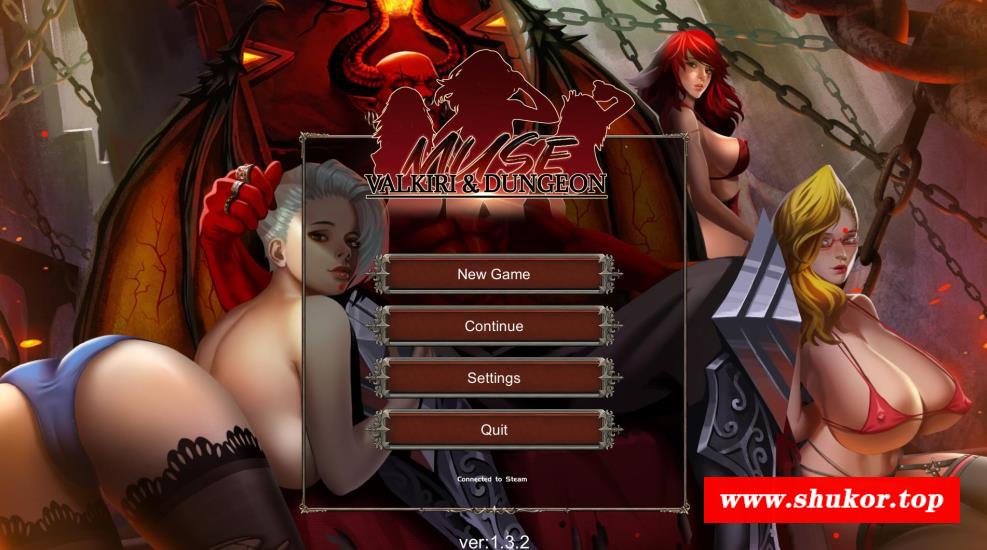 MUSE
VALKIRI & DUNGEON
New Game
Continue
Settings
Quit
Connected to Steam
www.shukor.top
ver:1.3.2